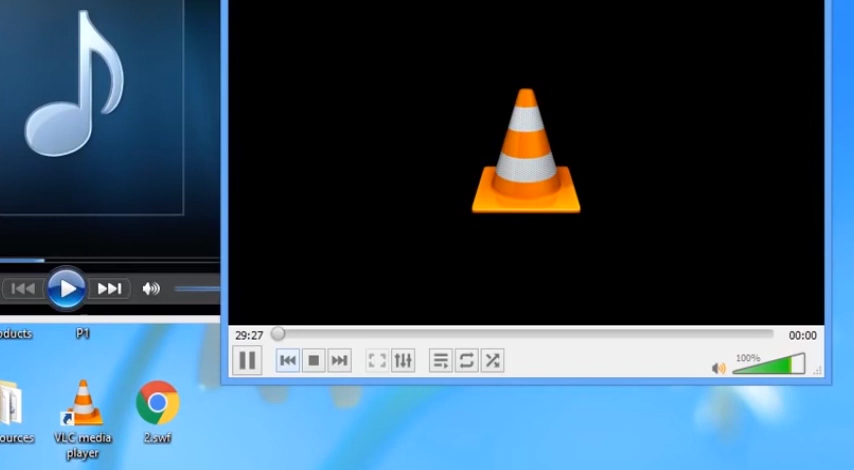 29:27
00:00
100%
oducts
P1
ources
VLC media
player
2.swf